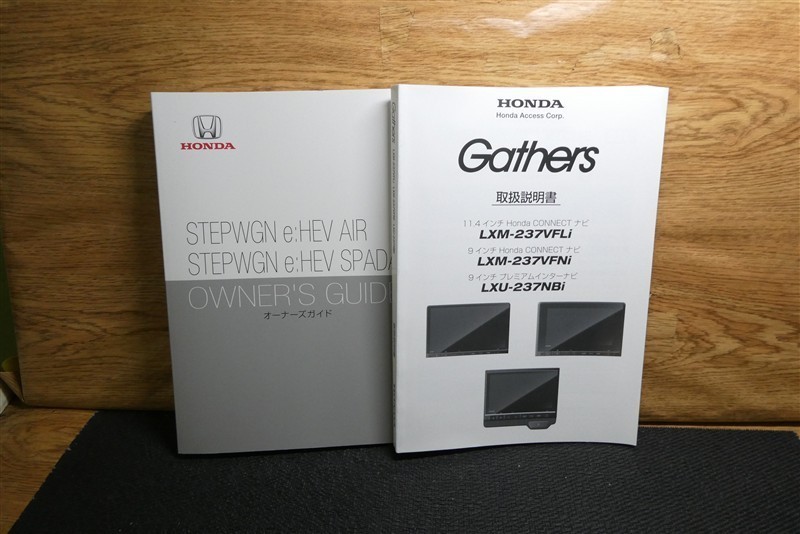 HONDA
STEPWGN e:HEV AIR
STEPWGN e:HEV SPADA
OWNER'S GUIDE
オーナーズガイド
HONDA
Honda Access Corp.
Gathers
取扱説明書
11.4インチ Honda CONNECT ナビ
LXM-237VFLi
9インチ Honda CONNECT ナビ
LXM-237VFNi
9インチ プレミアムインターナビ
LXU-237NBi